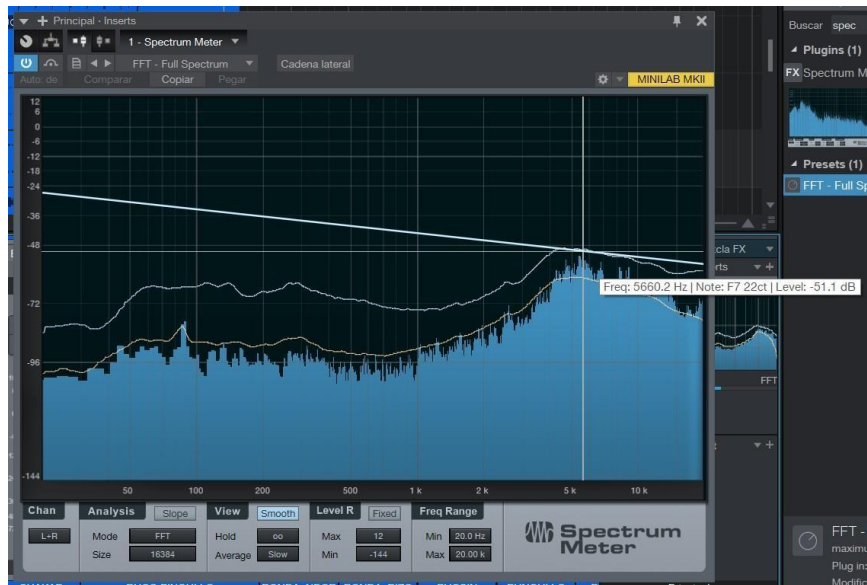 Principal - Inserts
1 - Spectrum Meter
FFT - Full Spectrum
Cadena lateral
Auto: de
Comparar
Copiar
Pegar
MINILAB MKII
12
6
0
-6
-12
-18
-24
-36
-48
-72
-96
-144
Freq: 5660.2 Hz | Note: F7 22ct | Level: -51.1 dB
50
100
200
500
1 k
2 k
5 k
10 k
Chan
L+R
Analysis
Slope
Mode
FFT
Size
16384
View
Smooth
Hold
∞
Average
Slow
Level R
Fixed
Max
12
Min
-144
Freq Range
Min
20.0 Hz
Max
20.00 k
Spectrum
Meter
FFT
Buscar
spec
Plugins (1)
FX
Spectrum M
Presets (1)
FFT - Full Sp
FFT -
Plug in